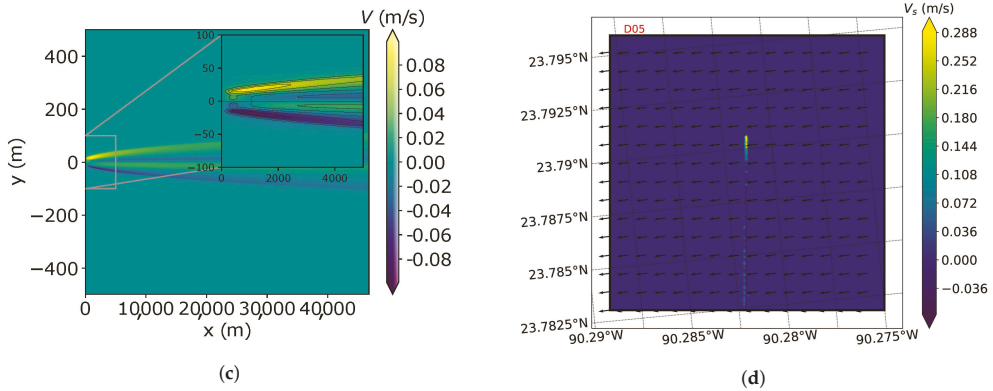 V (m/s)
500
100
50
0
−50
−100
0
2000
4000
0.08
0.06
0.04
0.02
0.00
-0.02
-0.04
-0.06
-0.08
y (m)
200
0
−200
−400
0
10,000
20,000
30,000
40,000
x (m)
(c)
400
D05
Vs (m/s)
0.288
0.252
0.216
0.180
0.144
0.108
0.072
0.036
0.000
−0.036
23.795°N
23.7925°N
23.79°N
23.7875°N
23.785°N
23.7825°N
90.29°N
90.285°N
90.28°N
90.275°N
(d)